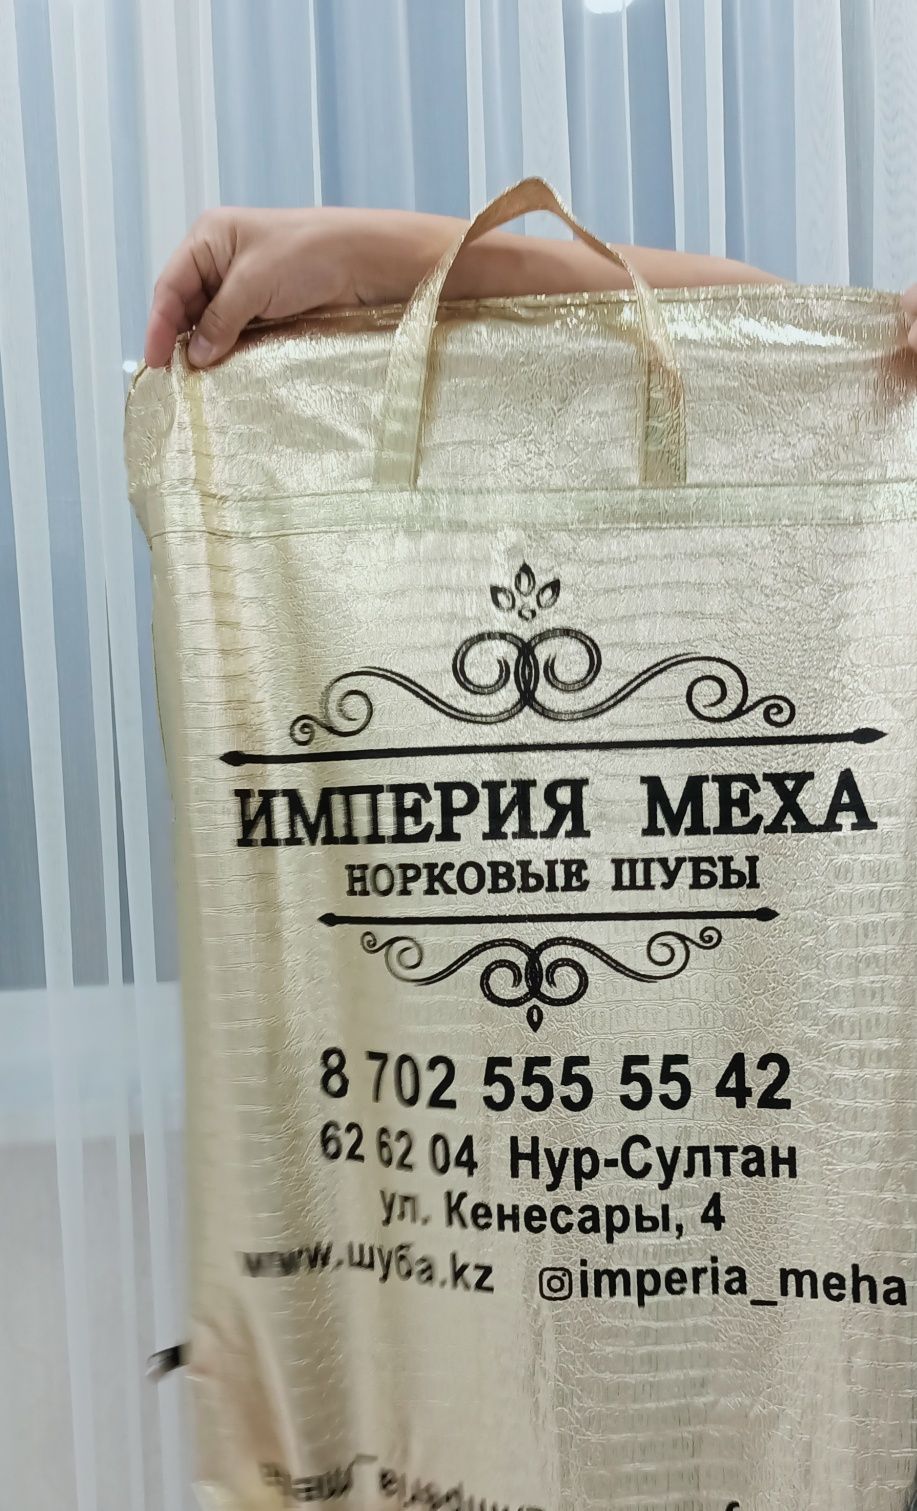 ИМПЕРИЯ МЕХА
НОРКОВЫЕ ШУБЫ
8 702 555 55 42
62 62 04 Нур-Султан
ул. Кенесары, 4
www.шуба.kz imperia_meha